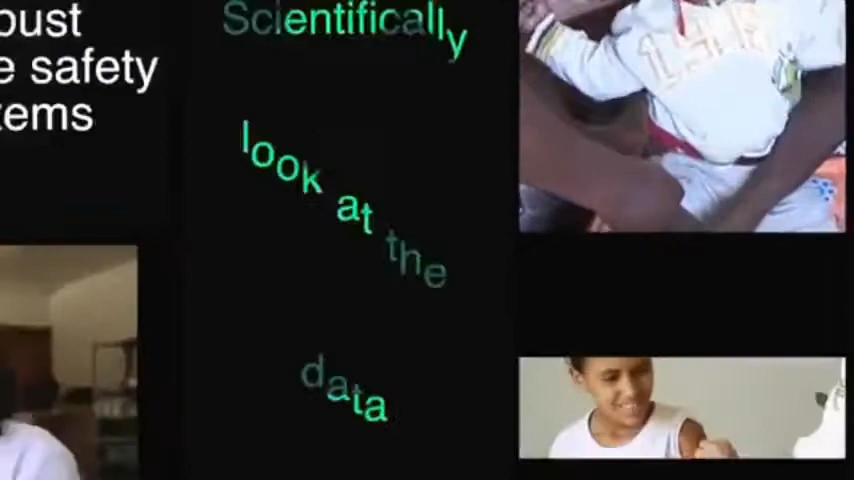 bust
e safety
tems
Scientifically
look at the
data